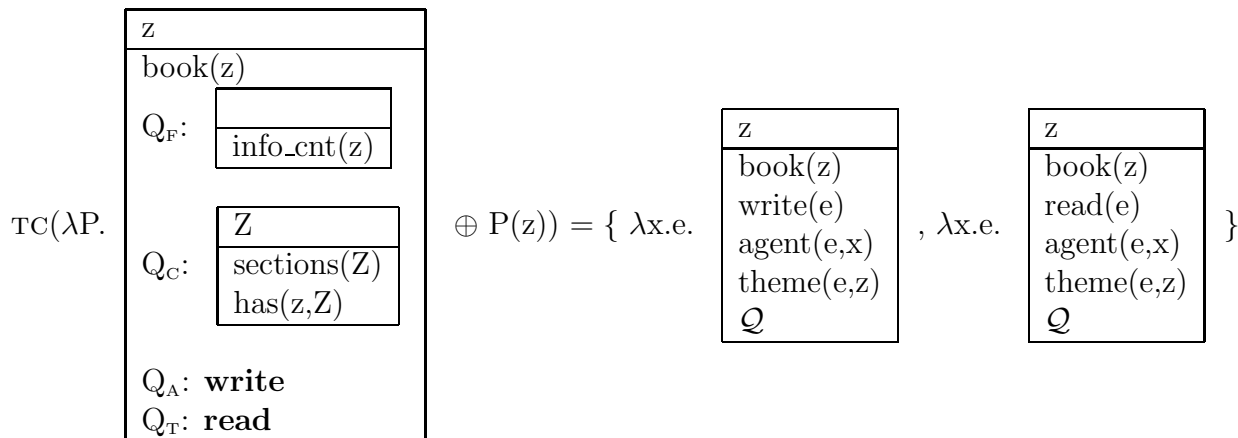 z
book(z)
Q_F:
info_cnt(z)
TC(λP.
Q_C:
Z
sections(Z)
has(z,Z)
Q_A: write
Q_T: read
⊕ P(z)) = { λx.e.
z
book(z)
write(e)
agent(e,x)
theme(e,z)
𝒬
, λx.e.
z
book(z)
read(e)
agent(e,x)
theme(e,z)
𝒬
}